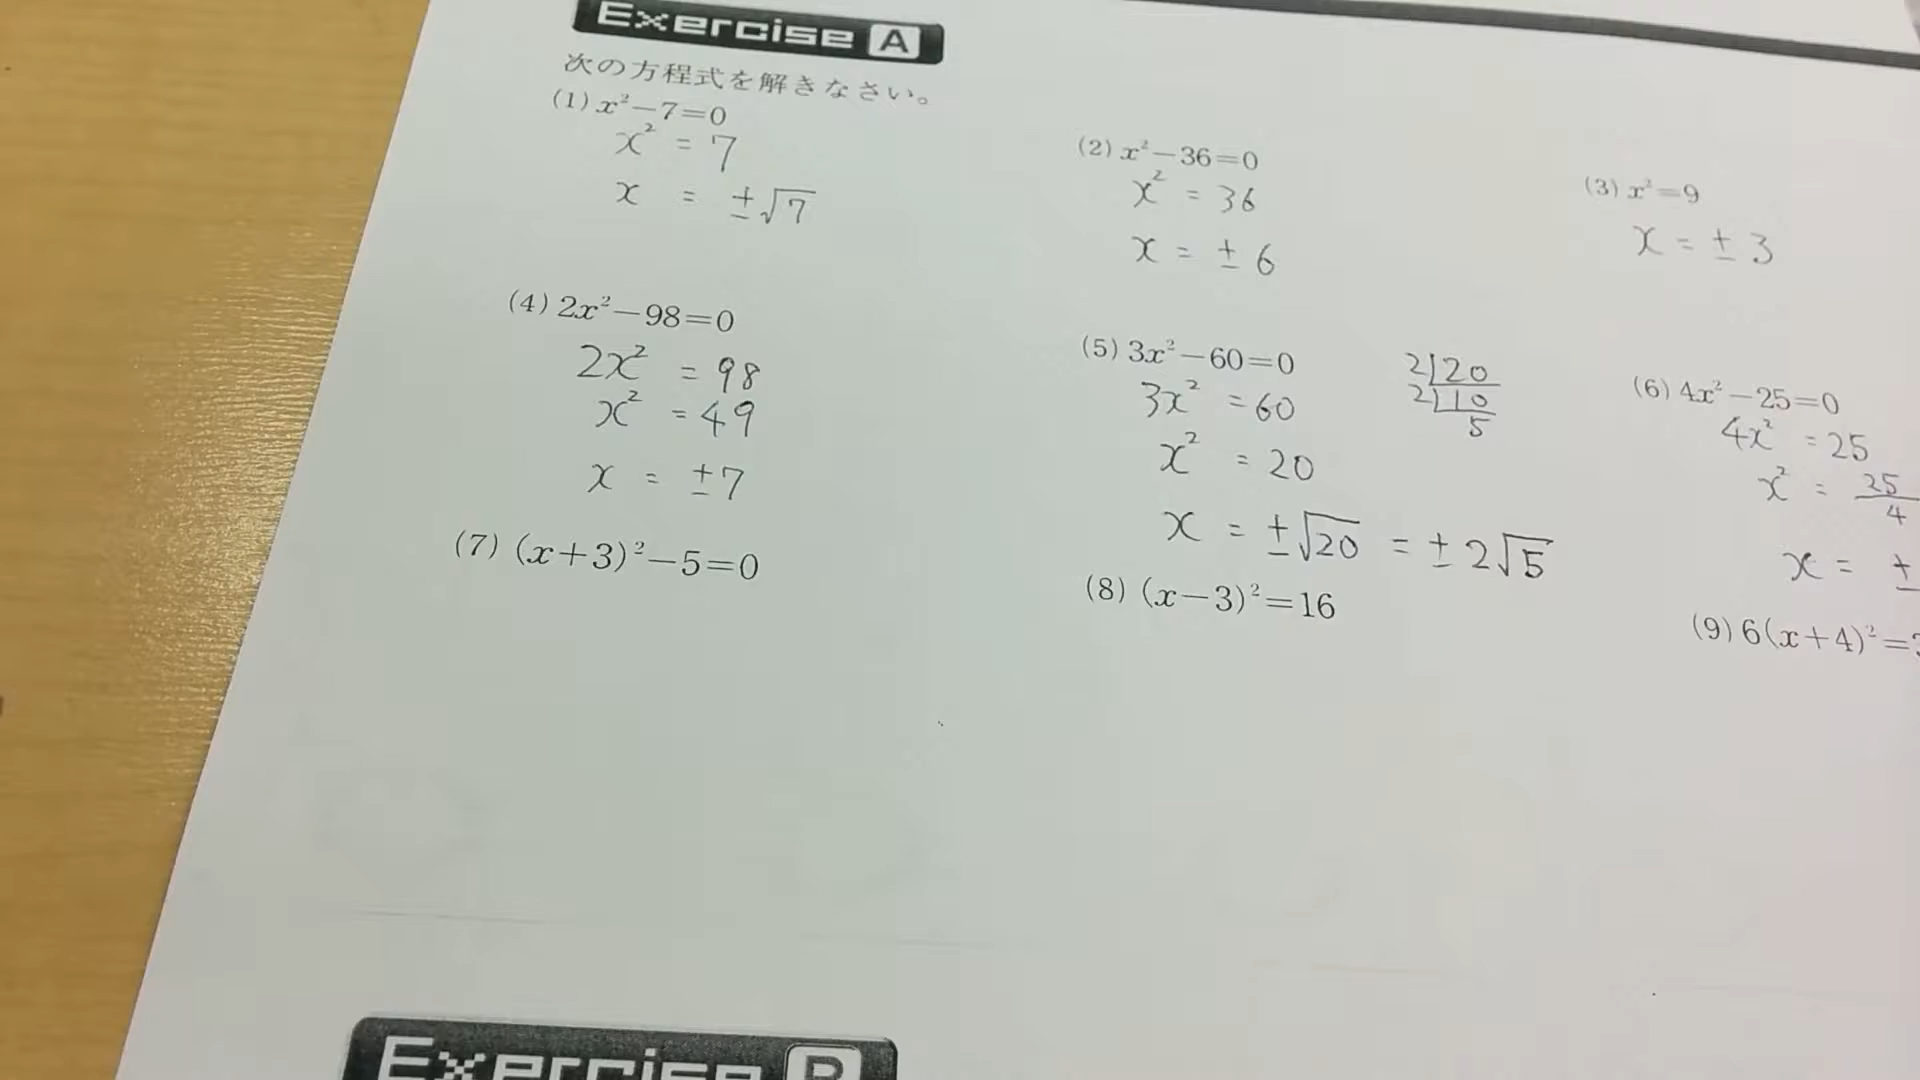 Exercise A
次の方程式を解きなさい。
(1) x²−7=0
x² = 7
x = ±√7
(2) x²−36=0
x² = 36
x = ±6
(3) x²=9
x = ±3
(4) 2x²−98=0
2x² = 98
x² = 49
x = ±7
(5) 3x²−60=0
3x² = 60
x² = 20
x = ±√20 = ±2√5
2 20
2 10
5
(6) 4x²−25=0
4x² = 25
x² = 25/4
x = ±
(7) (x+3)²−5=0
(8) (x−3)²=16
(9) 6(x+4)²=
Exercise